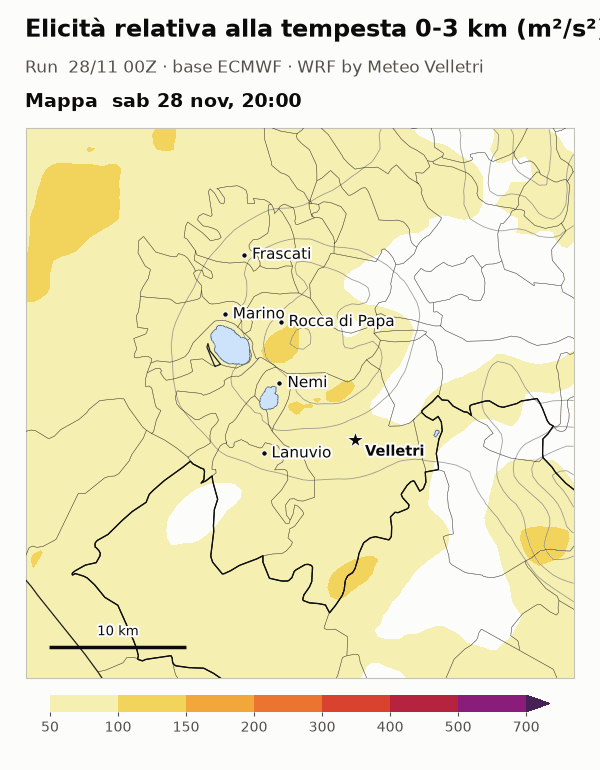 Elicità relativa alla tempesta 0-3 km (m²/s²)
Run  28/11 00Z · base ECMWF · WRF by Meteo Velletri
Mappa  sab 28 nov, 20:00
Frascati
Marino
Rocca di Papa
Nemi
Lanuvio
Velletri
10 km
50 100 150 200 300 400 500 700